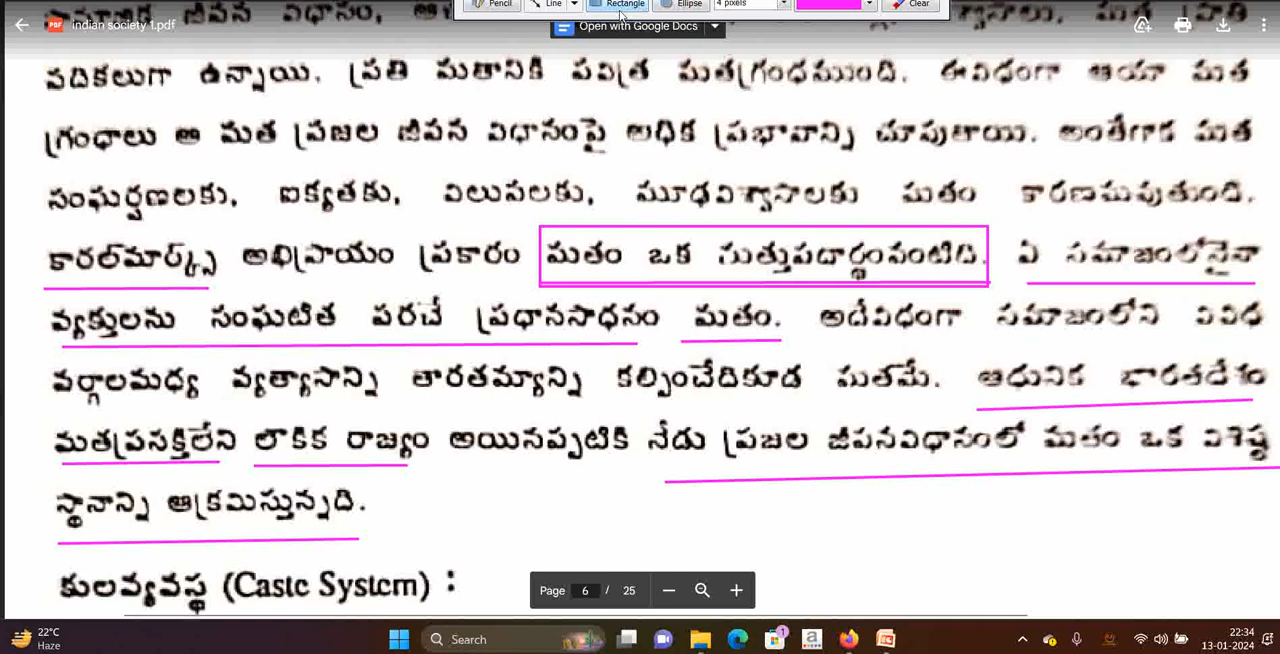 Pencil Line Rectangle Ellipse 4 pixels Clear
indian society 1.pdf
Open with Google Docs
పదికలుగా ఉన్నాయి. ప్రతి మతానికి పవిత్ర మతగ్రంథముంది. ఈవిధంగా ఆయా మత
గ్రంథాలు ఆ మత ప్రజల జీవన విధానంపై అధిక ప్రభావాన్ని చూపుతాయి. అంతేగాక మత
సంఘర్షణలకు, ఐక్యతకు, విలువలకు, మూఢవిశ్వాసాలకు మతం కారణమవుతుంది.
కారల్‌మార్క్స్ అభిప్రాయం ప్రకారం మతం ఒక మత్తుపదార్థంవంటిది. ఏ సమాజంలోనైనా
వ్యక్తులను సంఘటిత పరచే ప్రధానసాధనం మతం. అదేవిధంగా సమాజంలోని వివిధ
వర్గాలమధ్య వ్యత్యాసాన్ని తారతమ్యాన్ని కల్పించేదికూడ మతమే. ఆధునిక భారతదేశం
మతప్రసక్తిలేని లౌకిక రాజ్యం అయినప్పటికి నేడు ప్రజల జీవనవిధానంలో మతం ఒక విశిష్ట
స్థానాన్ని ఆక్రమిస్తున్నది.
కులవ్యవస్థ (Caste System) :
Page 6 / 25
22°C
Haze
Search
22:34
13-01-2024